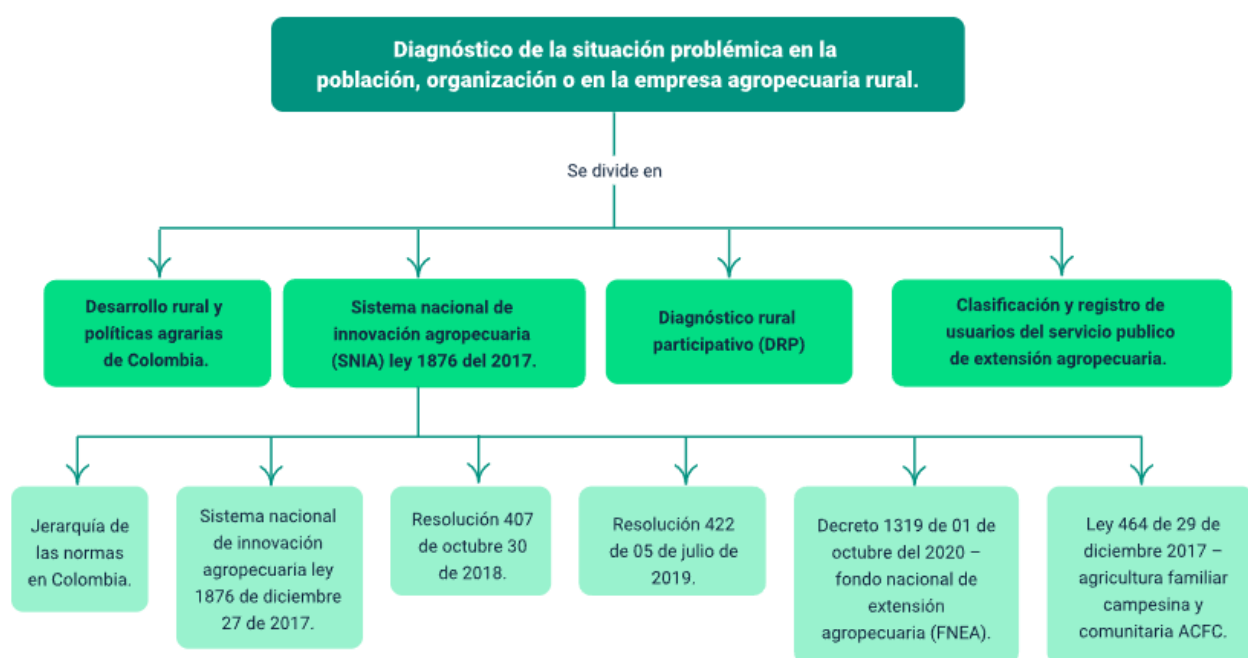 Diagnóstico de la situación problémica en la
población, organización o en la empresa agropecuaria rural.
Se divide en
Desarrollo rural y
políticas agrarias
de Colombia.
Sistema nacional de
innovación agropecuaria
(SNIA) ley 1876 del 2017.
Diagnóstico rural
participativo (DRP)
Clasificación y registro de
usuarios del servicio publico
de extensión agropecuaria.
Jerarquía de
las normas
en Colombia.
Sistema nacional
de innovación
agropecuaria ley
1876 de diciembre
27 de 2017.
Resolución 407
de octubre 30
de 2018.
Resolución 422
de 05 de julio de
2019.
Decreto 1319 de 01 de
octubre del 2020 –
fondo nacional de
extensión
agropecuaria (FNEA).
Ley 464 de 29 de
diciembre 2017 –
agricultura familiar
campesina y
comunitaria ACFC.